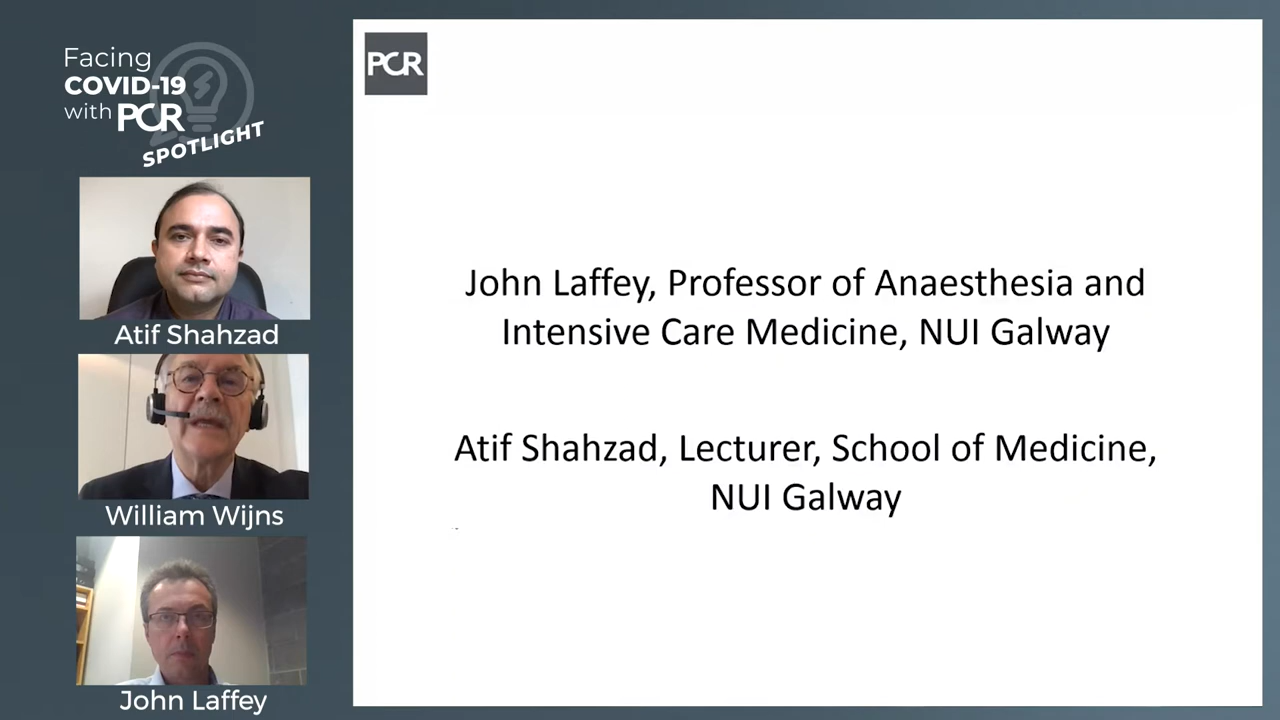 Facing
COVID-19
with PCR
SPOTLIGHT
Atif Shahzad
William Wijns
John Laffey
PCR
John Laffey, Professor of Anaesthesia and
Intensive Care Medicine, NUI Galway
Atif Shahzad, Lecturer, School of Medicine,
NUI Galway